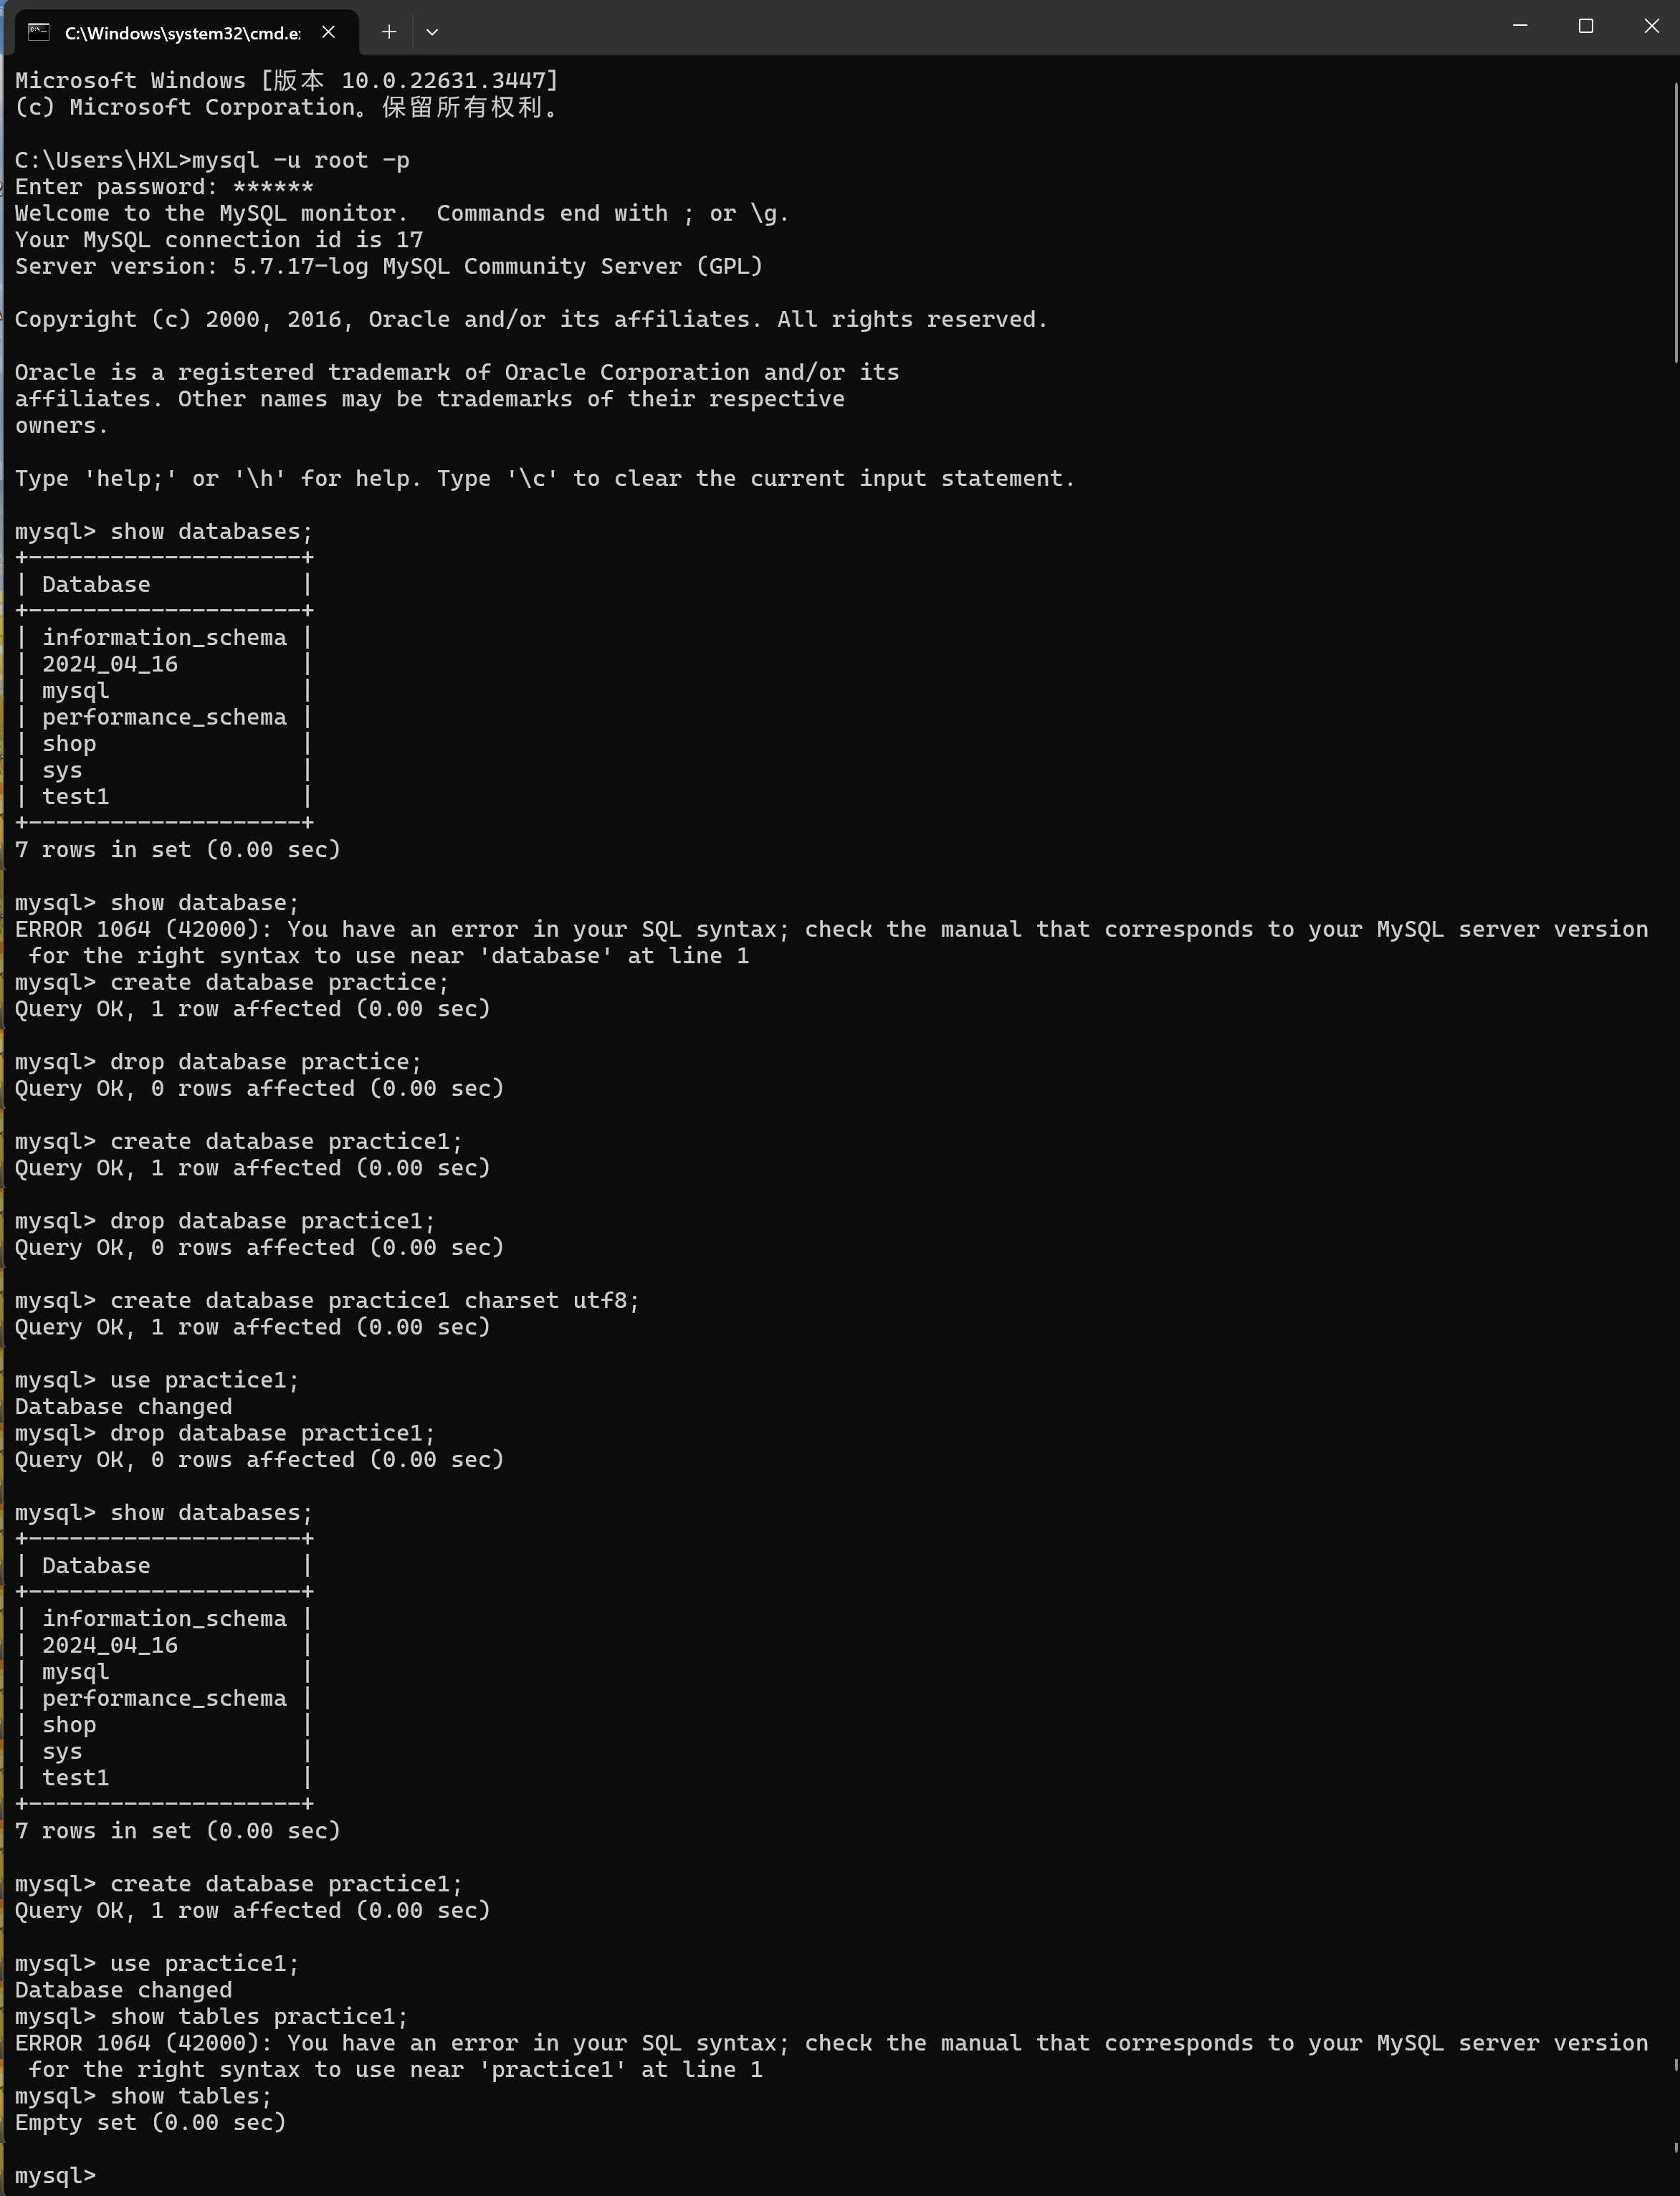 C:\Windows\system32\cmd.e
Microsoft Windows [版本 10.0.22631.3447]
(c) Microsoft Corporation。保留所有权利。
C:\Users\HXL>mysql -u root -p
Enter password: ******
Welcome to the MySQL monitor.  Commands end with ; or \g.
Your MySQL connection id is 17
Server version: 5.7.17-log MySQL Community Server (GPL)
Copyright (c) 2000, 2016, Oracle and/or its affiliates. All rights reserved.
Oracle is a registered trademark of Oracle Corporation and/or its
affiliates. Other names may be trademarks of their respective
owners.
Type 'help;' or '\h' for help. Type '\c' to clear the current input statement.
mysql> show databases;
+--------------------+
| Database           |
+--------------------+
| information_schema |
| 2024_04_16         |
| mysql              |
| performance_schema |
| shop               |
| sys                |
| test1              |
+--------------------+
7 rows in set (0.00 sec)
mysql> show database;
ERROR 1064 (42000): You have an error in your SQL syntax; check the manual that corresponds to your MySQL server version
 for the right syntax to use near 'database' at line 1
mysql> create database practice;
Query OK, 1 row affected (0.00 sec)
mysql> drop database practice;
Query OK, 0 rows affected (0.00 sec)
mysql> create database practice1;
Query OK, 1 row affected (0.00 sec)
mysql> drop database practice1;
Query OK, 0 rows affected (0.00 sec)
mysql> create database practice1 charset utf8;
Query OK, 1 row affected (0.00 sec)
mysql> use practice1;
Database changed
mysql> drop database practice1;
Query OK, 0 rows affected (0.00 sec)
mysql> show databases;
+--------------------+
| Database           |
+--------------------+
| information_schema |
| 2024_04_16         |
| mysql              |
| performance_schema |
| shop               |
| sys                |
| test1              |
+--------------------+
7 rows in set (0.00 sec)
mysql> create database practice1;
Query OK, 1 row affected (0.00 sec)
mysql> use practice1;
Database changed
mysql> show tables practice1;
ERROR 1064 (42000): You have an error in your SQL syntax; check the manual that corresponds to your MySQL server version
 for the right syntax to use near 'practice1' at line 1
mysql> show tables;
Empty set (0.00 sec)
mysql>